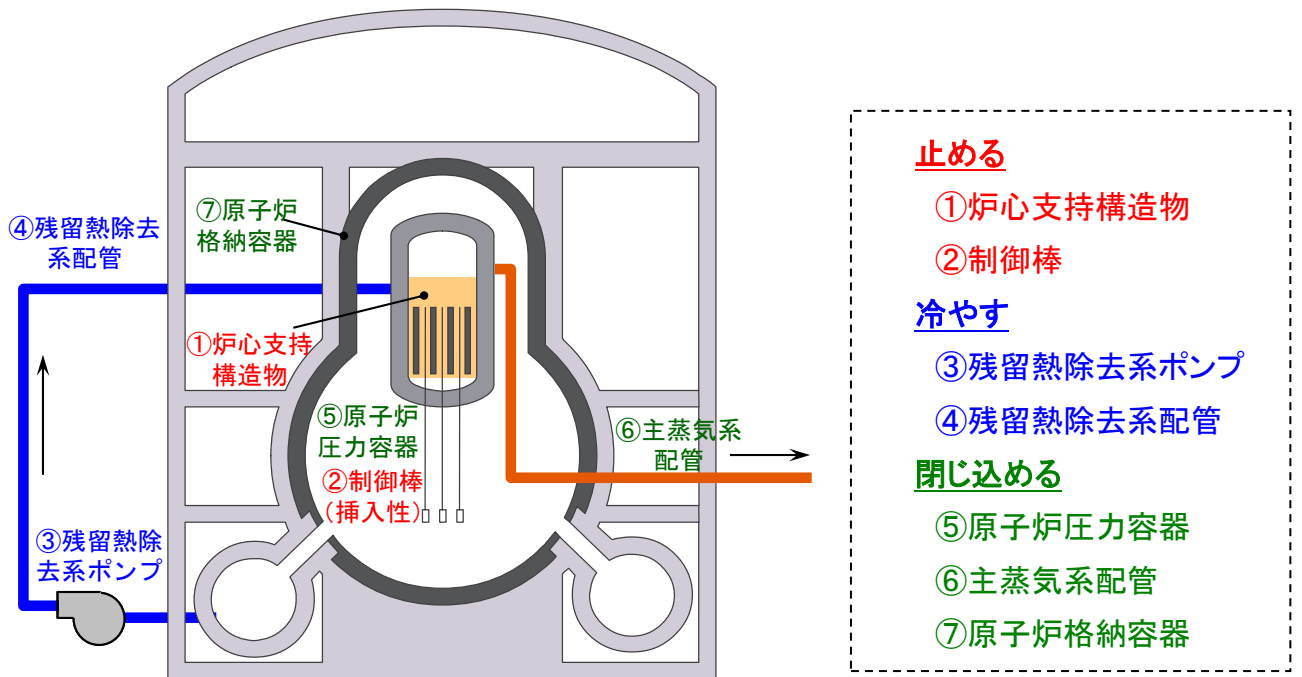 ⑦原子炉
格納容器
④残留熱除去
系配管
①炉心支持
構造物
⑤原子炉
圧力容器
②制御棒
（挿入性）
⑥主蒸気系
配管
③残留熱除
去系ポンプ
止める
①炉心支持構造物
②制御棒
冷やす
③残留熱除去系ポンプ
④残留熱除去系配管
閉じ込める
⑤原子炉圧力容器
⑥主蒸気系配管
⑦原子炉格納容器